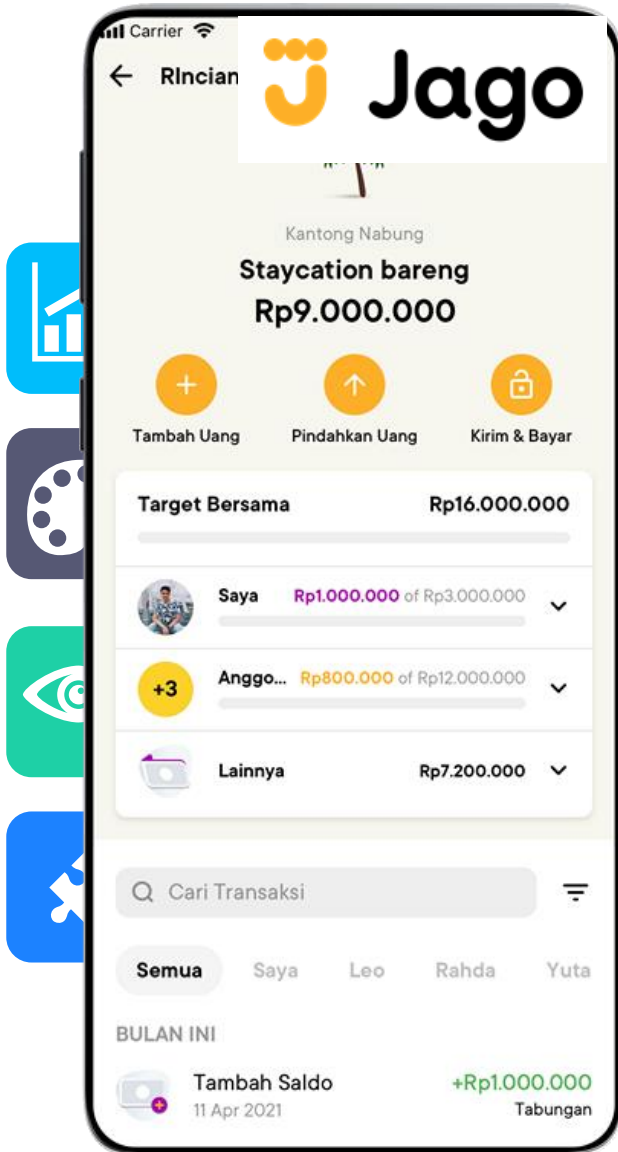 Carrier
RIncian
Jago
Kantong Nabung
Staycation bareng
Rp9.000.000
Tambah Uang
Pindahkan Uang
Kirim & Bayar
Target Bersama Rp16.000.000
Saya Rp1.000.000 of Rp3.000.000
+3 Anggo... Rp800.000 of Rp12.000.000
Lainnya Rp7.200.000
Cari Transaksi
Semua Saya Leo Rahda Yuta
BULAN INI
Tambah Saldo +Rp1.000.000
11 Apr 2021 Tabungan